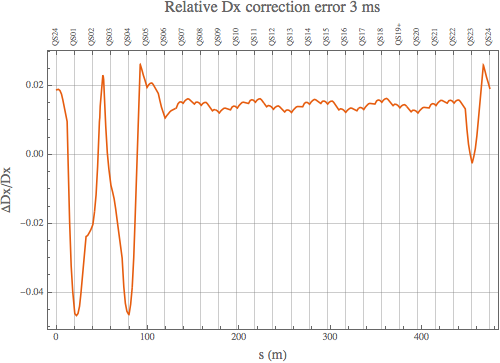 Relative Dx correction error 3 ms
QS24 QS01 QS02 QS03 QS04 QS05 QS06 QS07 QS08 QS09 QS10 QS11 QS12 QS13 QS14 QS15 QS16 QS17 QS18 QS19* QS20 QS21 QS22 QS23 QS24
0.02
0.00
−0.02
−0.04
ΔDx/Dx
0 100 200 300 400
s (m)